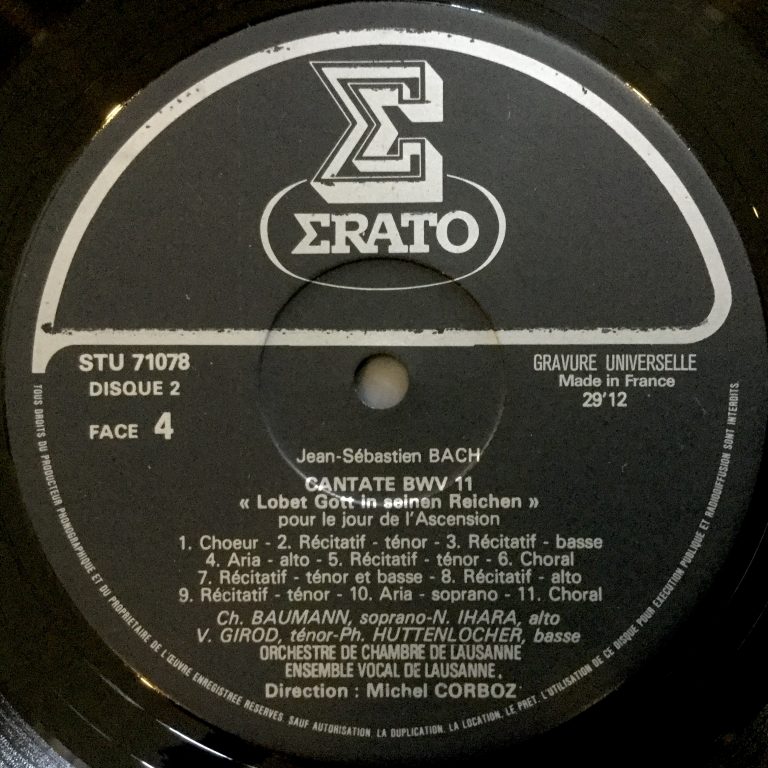 ΣRATO
STU 71078
DISQUE 2
FACE 4
GRAVURE UNIVERSELLE
Made in France
29'12
Jean-Sébastien BACH
CANTATE BWV 11
« Lobet Gott in seinen Reichen »
pour le jour de l'Ascension
1. Choeur - 2. Récitatif - ténor - 3. Récitatif - basse
4. Aria - alto - 5. Récitatif - ténor - 6. Choral
7. Récitatif - ténor et basse - 8. Récitatif - alto
9. Récitatif - ténor - 10. Aria - soprano - 11. Choral
Ch. BAUMANN, soprano-N. IHARA, alto
V. GIROD, ténor-Ph. HUTTENLOCHER, basse
ORCHESTRE DE CHAMBRE DE LAUSANNE
ENSEMBLE VOCAL DE LAUSANNE.
Direction : Michel CORBOZ
TOUS DROITS DU PRODUCTEUR PHONOGRAPHIQUE ET DU PROPRIETAIRE DE L'ŒUVRE ENREGISTREE RESERVES. SAUF AUTORISATION. LA DUPLICATION. LA LOCATION. LE PRET. L'UTILISATION DE CE DISQUE POUR EXECUTION PUBLIQUE ET RADIODIFFUSION SONT INTERDITS.